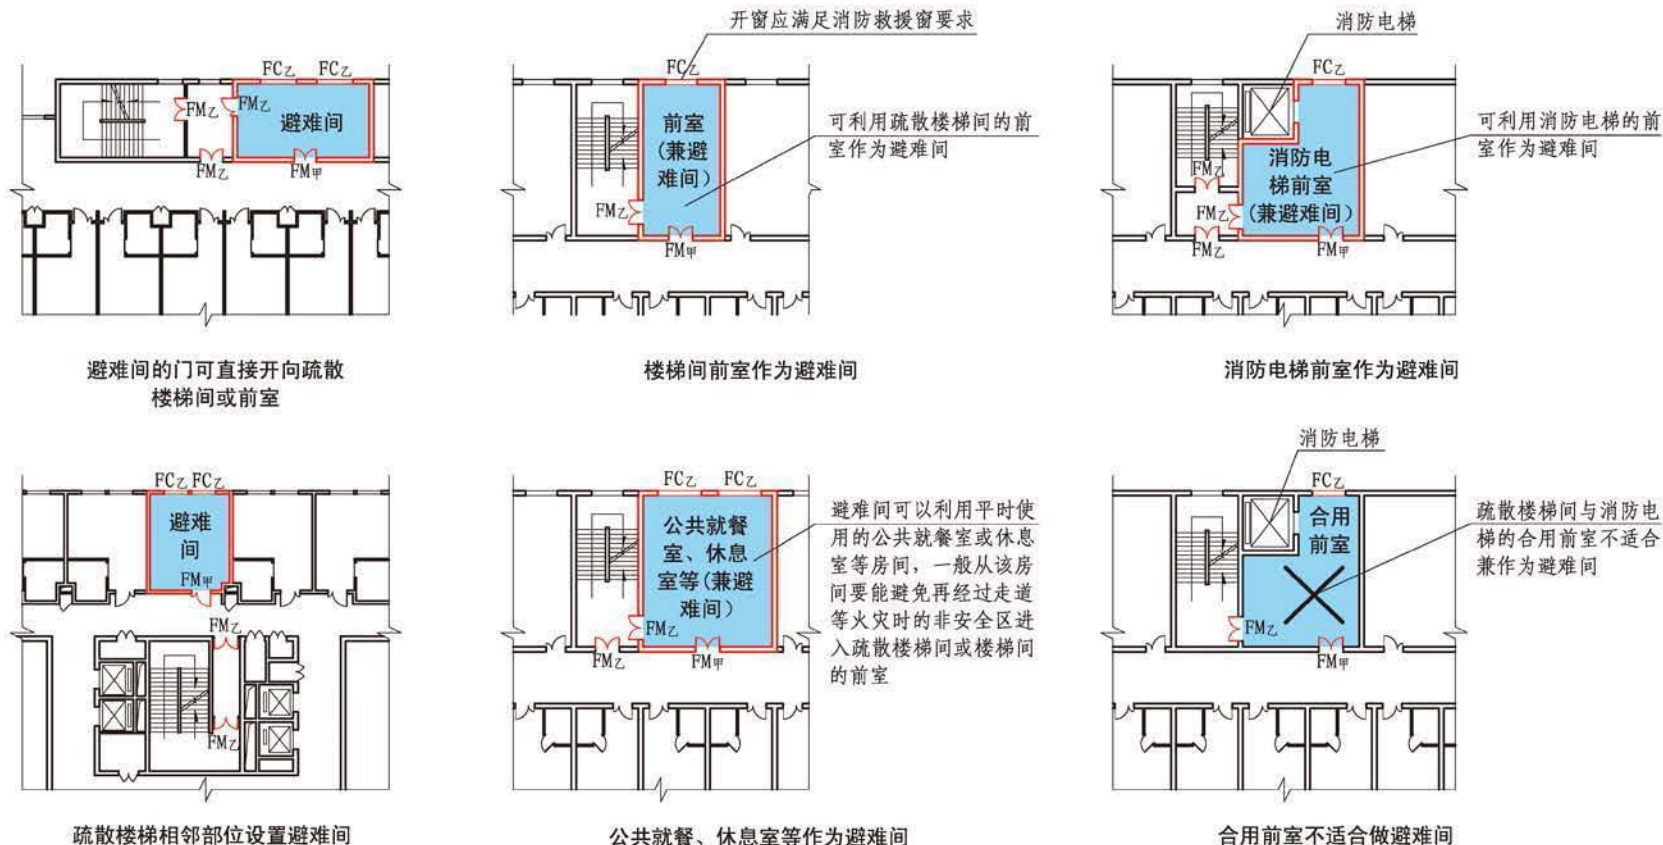 开窗应满足消防救援窗要求
FC乙 FC乙
FM乙
FM乙
避难间
FM乙
FM甲
避难间的门可直接开向疏散
楼梯间或前室
FC乙
前室
(兼避
难间)
FM乙
FM甲
可利用疏散楼梯间的前
室作为避难间
楼梯间前室作为避难间
消防电梯
FC乙
消防电
梯前室
(兼避难间)
FM乙
FM乙
FM乙
FM甲
可利用消防电梯的前
室作为避难间
消防电梯前室作为避难间
FC乙 FC乙
避难
间
FM甲
FM乙
FM乙
疏散楼梯相邻部位设置避难间
FC乙 FC乙
公共就餐
室、休息
室等(兼避
难间)
FM乙
FM乙
FM甲
避难间可以利用平时使
用的公共就餐室或休息
室等房间，一般从该房
间要能避免再经过走道
等火灾时的非安全区进
入疏散楼梯间或楼梯间
的前室
公共就餐、休息室等作为避难间
消防电梯
FC乙
合用
前室
FM乙
FM甲
疏散楼梯间与消防电
梯的合用前室不适合
兼作为避难间
合用前室不适合做避难间